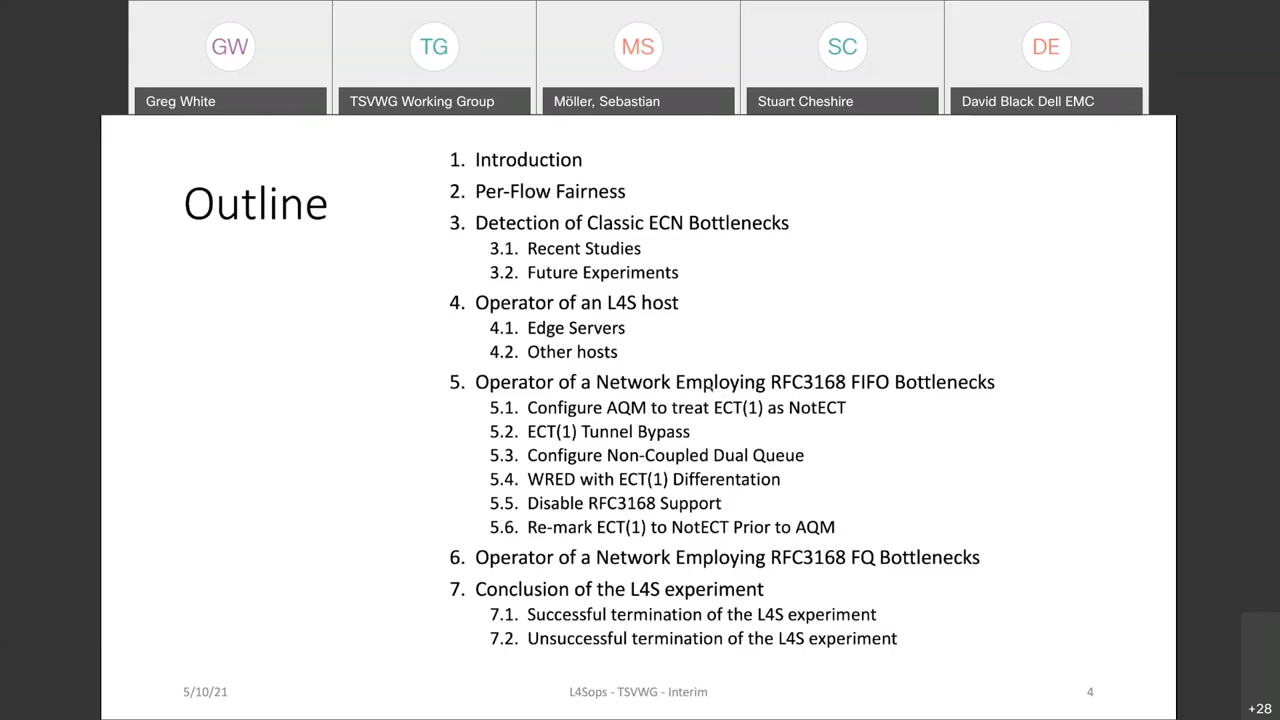 GW
TG
MS
SC
DE
Greg White
TSVWG Working Group
Möller, Sebastian
Stuart Cheshire
David Black Dell EMC
Outline
1. Introduction
2. Per-Flow Fairness
3. Detection of Classic ECN Bottlenecks
3.1. Recent Studies
3.2. Future Experiments
4. Operator of an L4S host
4.1. Edge Servers
4.2. Other hosts
5. Operator of a Network Employing RFC3168 FIFO Bottlenecks
5.1. Configure AQM to treat ECT(1) as NotECT
5.2. ECT(1) Tunnel Bypass
5.3. Configure Non-Coupled Dual Queue
5.4. WRED with ECT(1) Differentation
5.5. Disable RFC3168 Support
5.6. Re-mark ECT(1) to NotECT Prior to AQM
6. Operator of a Network Employing RFC3168 FQ Bottlenecks
7. Conclusion of the L4S experiment
7.1. Successful termination of the L4S experiment
7.2. Unsuccessful termination of the L4S experiment
5/10/21
L4Sops - TSVWG - Interim
4
+28